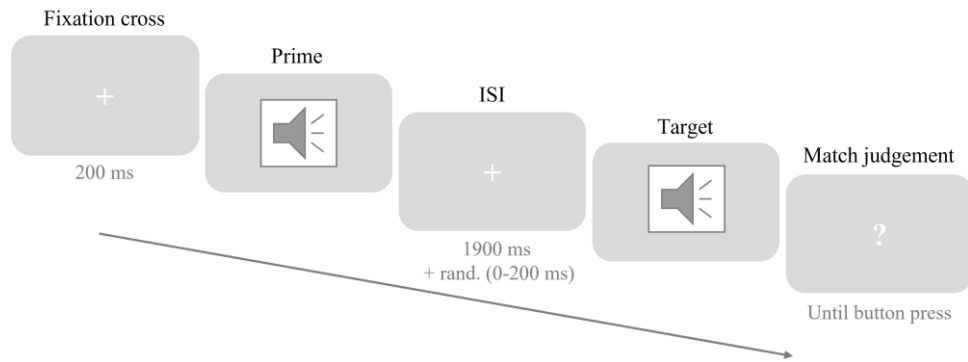 Fixation cross
+
200 ms
Prime
ISI
+
1900 ms
+ rand. (0-200 ms)
Target
Match judgement
?
Until button press